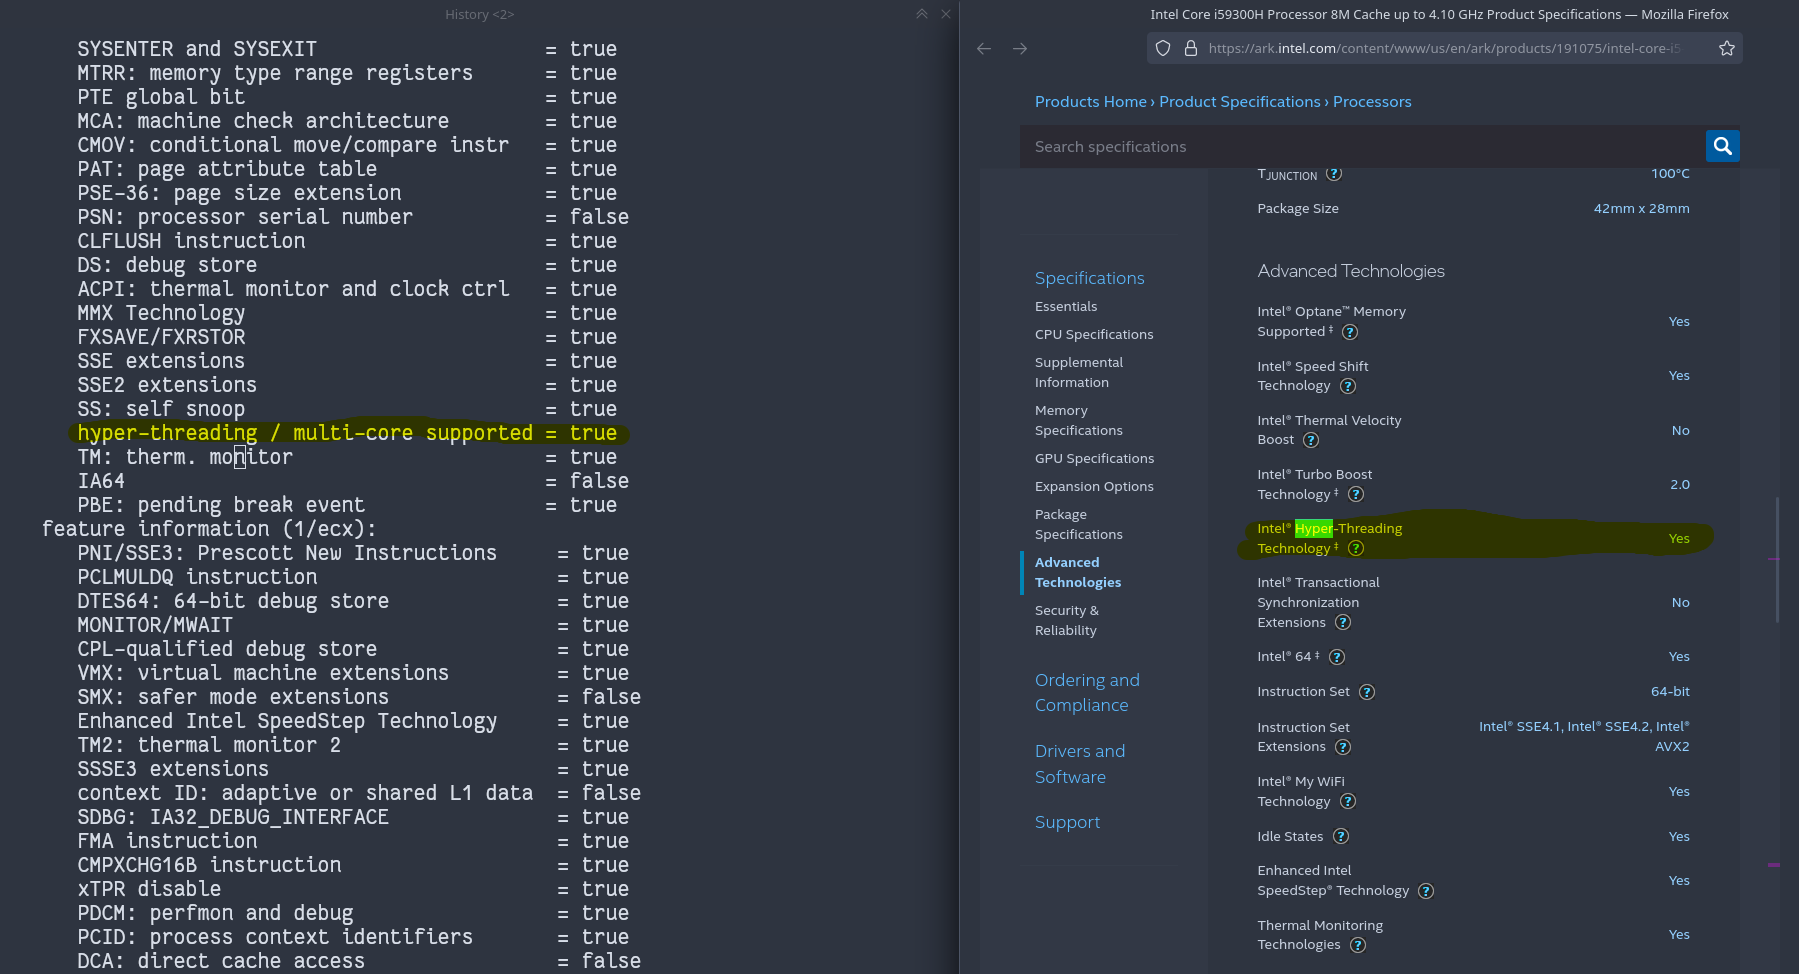 History <2>
SYSENTER and SYSEXIT = true
MTRR: memory type range registers = true
PTE global bit = true
MCA: machine check architecture = true
CMOV: conditional move/compare instr = true
PAT: page attribute table = true
PSE-36: page size extension = true
PSN: processor serial number = false
CLFLUSH instruction = true
DS: debug store = true
ACPI: thermal monitor and clock ctrl = true
MMX Technology = true
FXSAVE/FXRSTOR = true
SSE extensions = true
SSE2 extensions = true
SS: self snoop = true
hyper-threading / multi-core supported = true
TM: therm. monitor = true
IA64 = false
PBE: pending break event = true
feature information (1/ecx):
PNI/SSE3: Prescott New Instructions = true
PCLMULDQ instruction = true
DTES64: 64-bit debug store = true
MONITOR/MWAIT = true
CPL-qualified debug store = true
VMX: virtual machine extensions = true
SMX: safer mode extensions = false
Enhanced Intel SpeedStep Technology = true
TM2: thermal monitor 2 = true
SSSE3 extensions = true
context ID: adaptive or shared L1 data = false
SDBG: IA32_DEBUG_INTERFACE = true
FMA instruction = true
CMPXCHG16B instruction = true
xTPR disable = true
PDCM: perfmon and debug = true
PCID: process context identifiers = true
DCA: direct cache access = false
Intel Core i59300H Processor 8M Cache up to 4.10 GHz Product Specifications — Mozilla Firefox
https://ark.intel.com/content/www/us/en/ark/products/191075/intel-core-i5
Products Home › Product Specifications › Processors
Search specifications
Specifications
Essentials
CPU Specifications
Supplemental
Information
Memory
Specifications
GPU Specifications
Expansion Options
Package
Specifications
Advanced
Technologies
Security &
Reliability
Ordering and
Compliance
Drivers and
Software
Support
TJUNCTION ? 100°C
Package Size 42mm x 28mm
Advanced Technologies
Intel® Optane™ Memory
Supported ‡ ? Yes
Intel® Speed Shift
Technology ? Yes
Intel® Thermal Velocity
Boost ? No
Intel® Turbo Boost
Technology ‡ ? 2.0
Intel® Hyper-Threading
Technology ‡ ? Yes
Intel® Transactional
Synchronization
Extensions ? No
Intel® 64 ‡ ? Yes
Instruction Set ? 64-bit
Instruction Set Intel® SSE4.1, Intel® SSE4.2, Intel®
Extensions ? AVX2
Intel® My WiFi
Technology ? Yes
Idle States ? Yes
Enhanced Intel
SpeedStep® Technology ? Yes
Thermal Monitoring
Technologies ? Yes